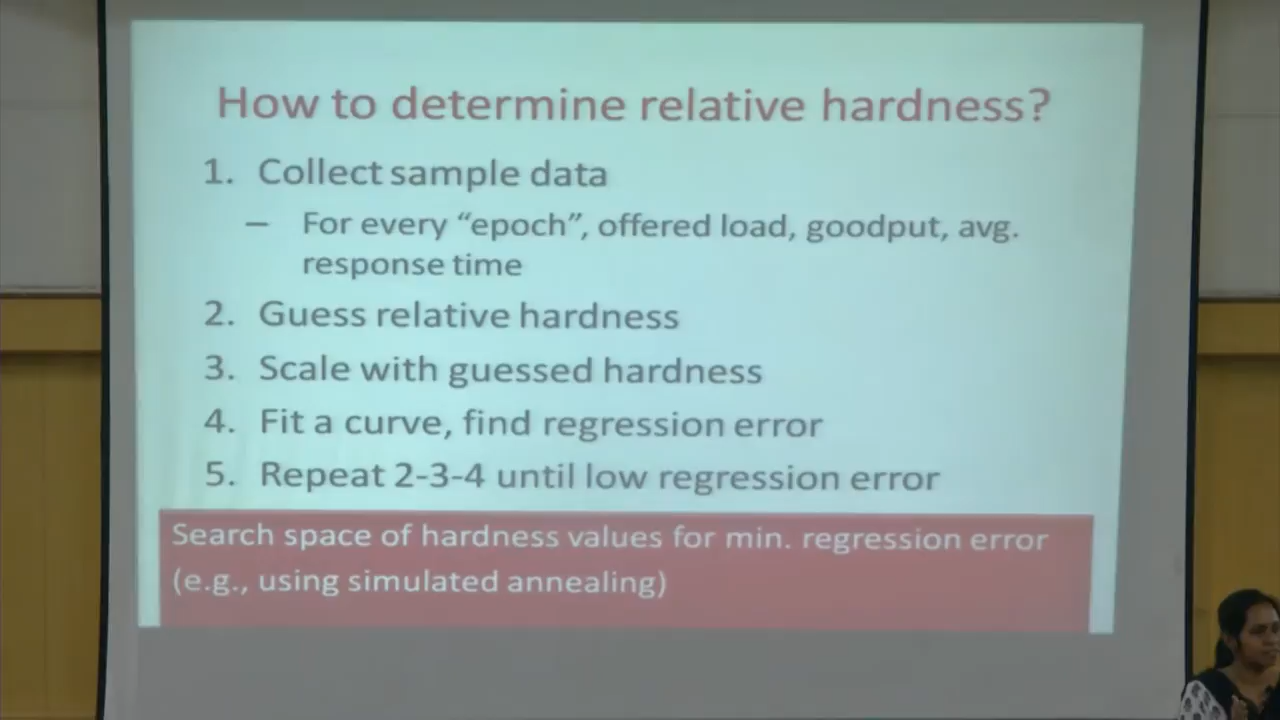 How to determine relative hardness?
1. Collect sample data
– For every “epoch”, offered load, goodput, avg.
response time
2. Guess relative hardness
3. Scale with guessed hardness
4. Fit a curve, find regression error
5. Repeat 2-3-4 until low regression error
Search space of hardness values for min. regression error
(e.g., using simulated annealing)